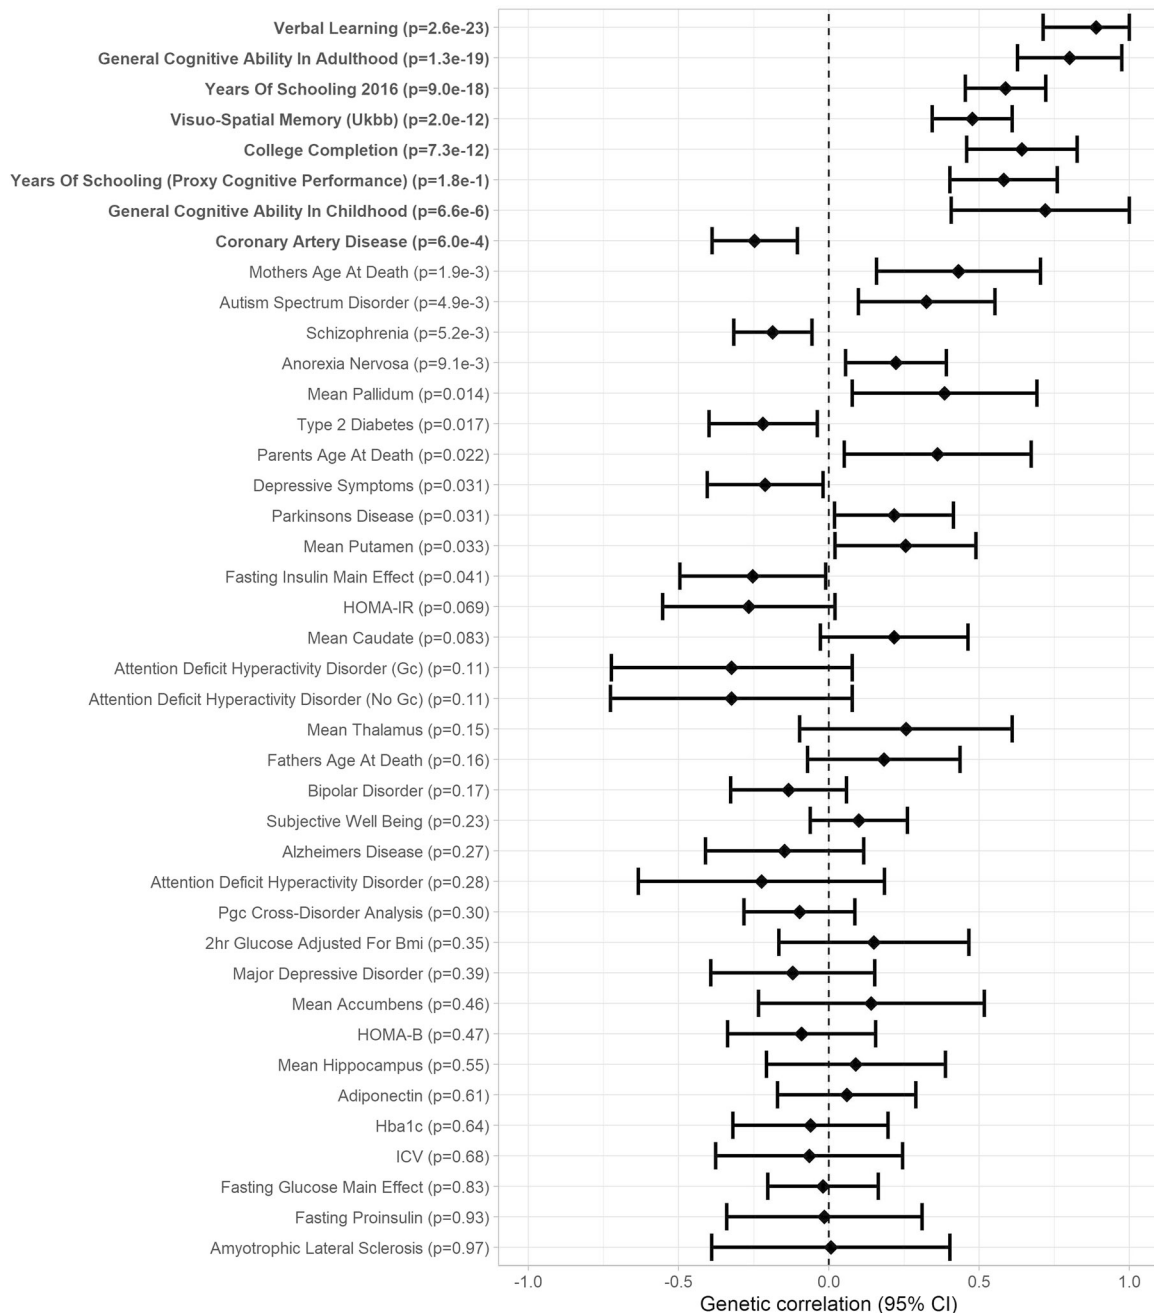 Verbal Learning (p=2.6e-23)
General Cognitive Ability In Adulthood (p=1.3e-19)
Years Of Schooling 2016 (p=9.0e-18)
Visuo-Spatial Memory (Ukbb) (p=2.0e-12)
College Completion (p=7.3e-12)
Years Of Schooling (Proxy Cognitive Performance) (p=1.8e-1)
General Cognitive Ability In Childhood (p=6.6e-6)
Coronary Artery Disease (p=6.0e-4)
Mothers Age At Death (p=1.9e-3)
Autism Spectrum Disorder (p=4.9e-3)
Schizophrenia (p=5.2e-3)
Anorexia Nervosa (p=9.1e-3)
Mean Pallidum (p=0.014)
Type 2 Diabetes (p=0.017)
Parents Age At Death (p=0.022)
Depressive Symptoms (p=0.031)
Parkinsons Disease (p=0.031)
Mean Putamen (p=0.033)
Fasting Insulin Main Effect (p=0.041)
HOMA-IR (p=0.069)
Mean Caudate (p=0.083)
Attention Deficit Hyperactivity Disorder (Gc) (p=0.11)
Attention Deficit Hyperactivity Disorder (No Gc) (p=0.11)
Mean Thalamus (p=0.15)
Fathers Age At Death (p=0.16)
Bipolar Disorder (p=0.17)
Subjective Well Being (p=0.23)
Alzheimers Disease (p=0.27)
Attention Deficit Hyperactivity Disorder (p=0.28)
Pgc Cross-Disorder Analysis (p=0.30)
2hr Glucose Adjusted For Bmi (p=0.35)
Major Depressive Disorder (p=0.39)
Mean Accumbens (p=0.46)
HOMA-B (p=0.47)
Mean Hippocampus (p=0.55)
Adiponectin (p=0.61)
Hba1c (p=0.64)
ICV (p=0.68)
Fasting Glucose Main Effect (p=0.83)
Fasting Proinsulin (p=0.93)
Amyotrophic Lateral Sclerosis (p=0.97)
-1.0 -0.5 0.0 0.5 1.0
Genetic correlation (95% CI)